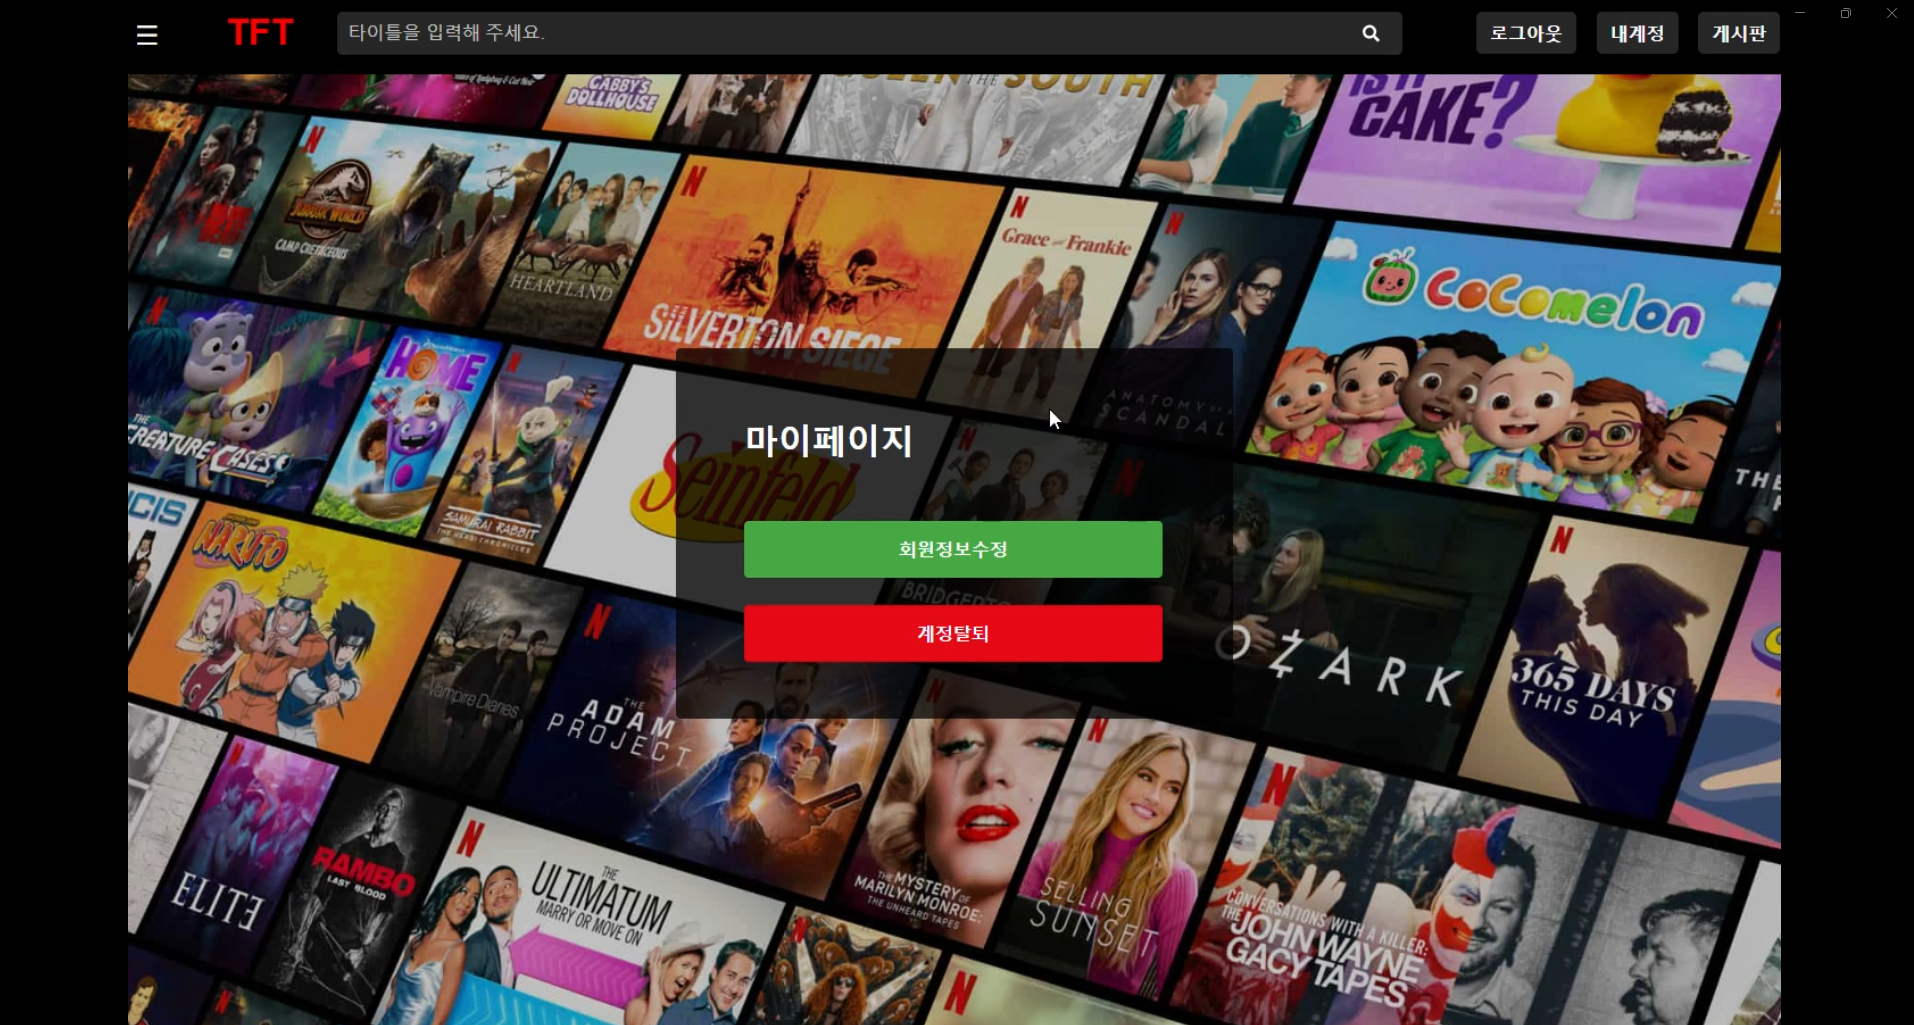 TFT
타이틀을 입력해 주세요.
로그아웃
내계정
게시판
GABBY'S
DOLLHOUSE
QUEEN OF THE SOUTH
IS IT
CAKE?
JURASSIC WORLD
CAMP CRETACEOUS
HEARTLAND
SILVERTON SIEGE
Grace and Frankie
ANATOMY OF A
SCANDAL
CoComelon
THE
CREATURE CASES
HOME
SAMURAI RABBIT
THE USAGI CHRONICLES
Seinfeld
마이페이지
회원정보수정
계정탈퇴
BRIDGERTO
THE
NCIS
NARUTO
Vampire Diaries
THE
ADAM
PROJECT
OZARK
365 DAYS
THIS DAY
ELITE
RAMBO
LAST BLOOD
THE
ULTIMATUM
MARRY OR MOVE ON
THE MYSTERY OF
MARILYN MONROE:
THE UNHEARD TAPES
SELLING
SUNSET
CONVERSATIONS WITH A KILLER:
THE JOHN WAYNE
GACY TAPES